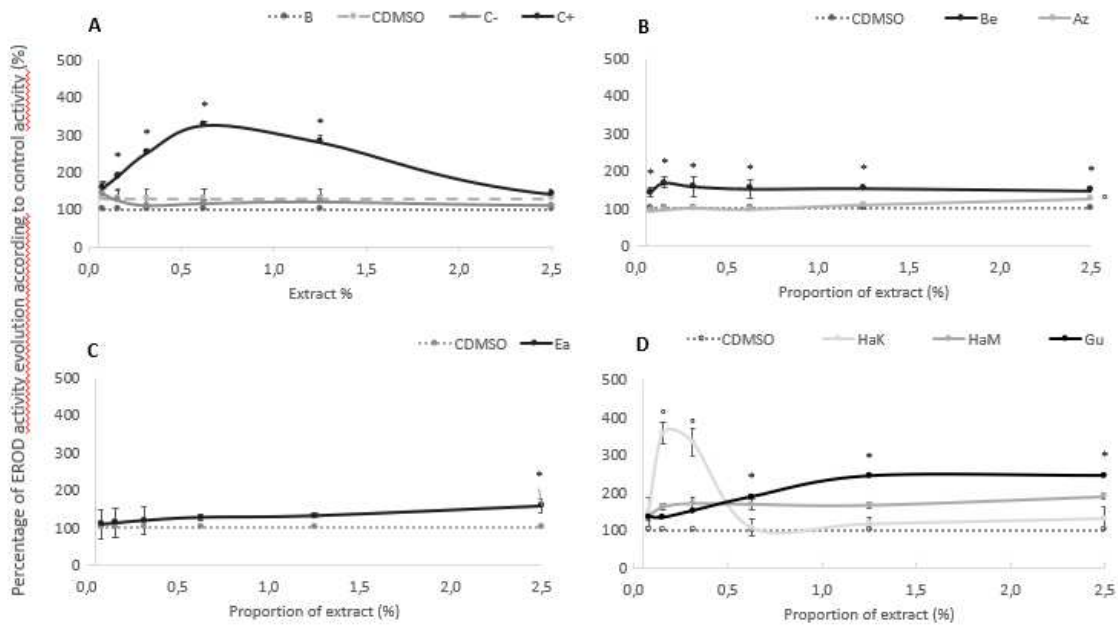 Percentage of EROD activity evolution according to control activity (%)
A
B CDMSO C- C+
500
400
300
200
100
0
0,0 0,5 1,0 1,5 2,0 2,5
Extract %
B
CDMSO Be Az
500
400
300
200
100
0
0,0 0,5 1,0 1,5 2,0 2,5
Proportion of extract (%)
C
CDMSO Ea
500
400
300
200
100
0
0,0 0,5 1,0 1,5 2,0 2,5
Proportion of extract (%)
D
CDMSO HaK HaM Gu
500
400
300
200
100
0
0,0 0,5 1,0 1,5 2,0 2,5
Proportion of extract (%)